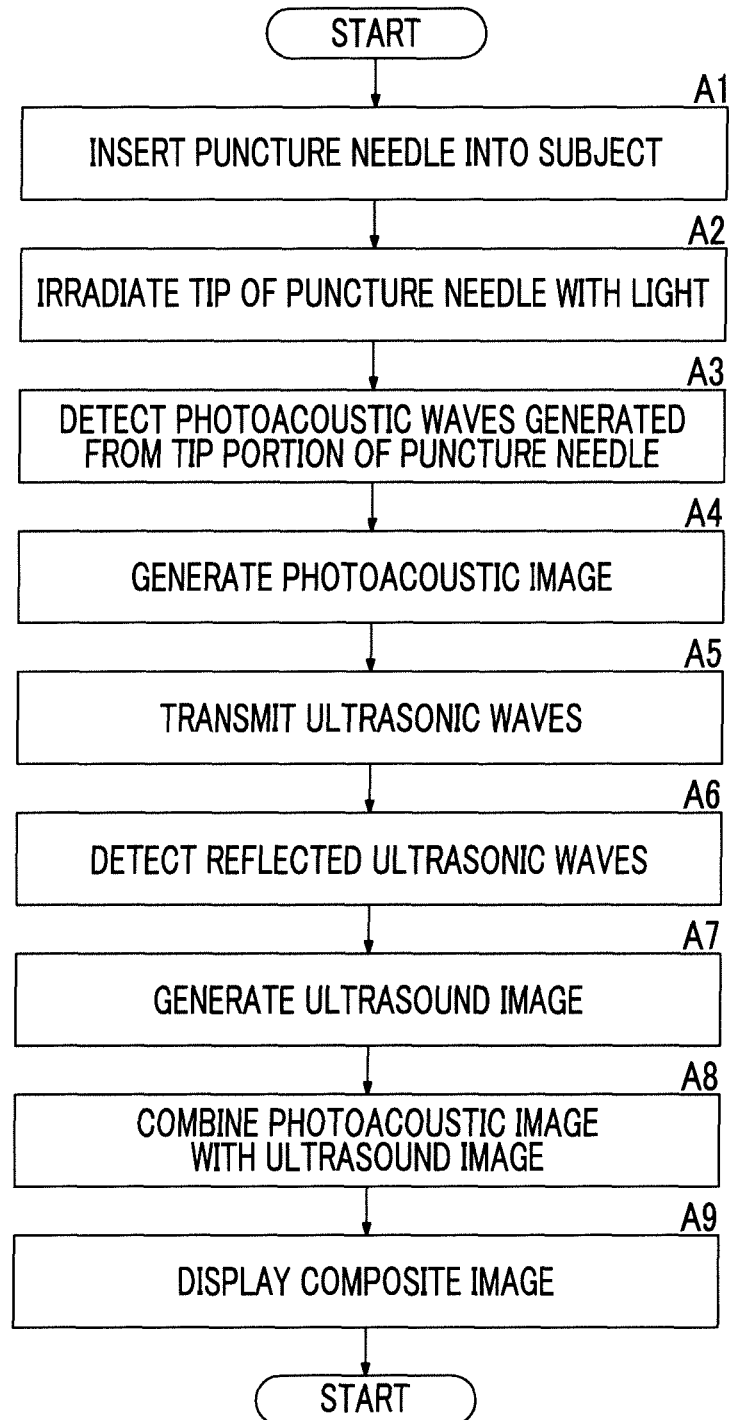 START
A1
INSERT PUNCTURE NEEDLE INTO SUBJECT
A2
IRRADIATE TIP OF PUNCTURE NEEDLE WITH LIGHT
A3
DETECT PHOTOACOUSTIC WAVES GENERATED
FROM TIP PORTION OF PUNCTURE NEEDLE
A4
GENERATE PHOTOACOUSTIC IMAGE
A5
TRANSMIT ULTRASONIC WAVES
A6
DETECT REFLECTED ULTRASONIC WAVES
A7
GENERATE ULTRASOUND IMAGE
A8
COMBINE PHOTOACOUSTIC IMAGE
WITH ULTRASOUND IMAGE
A9
DISPLAY COMPOSITE IMAGE
START